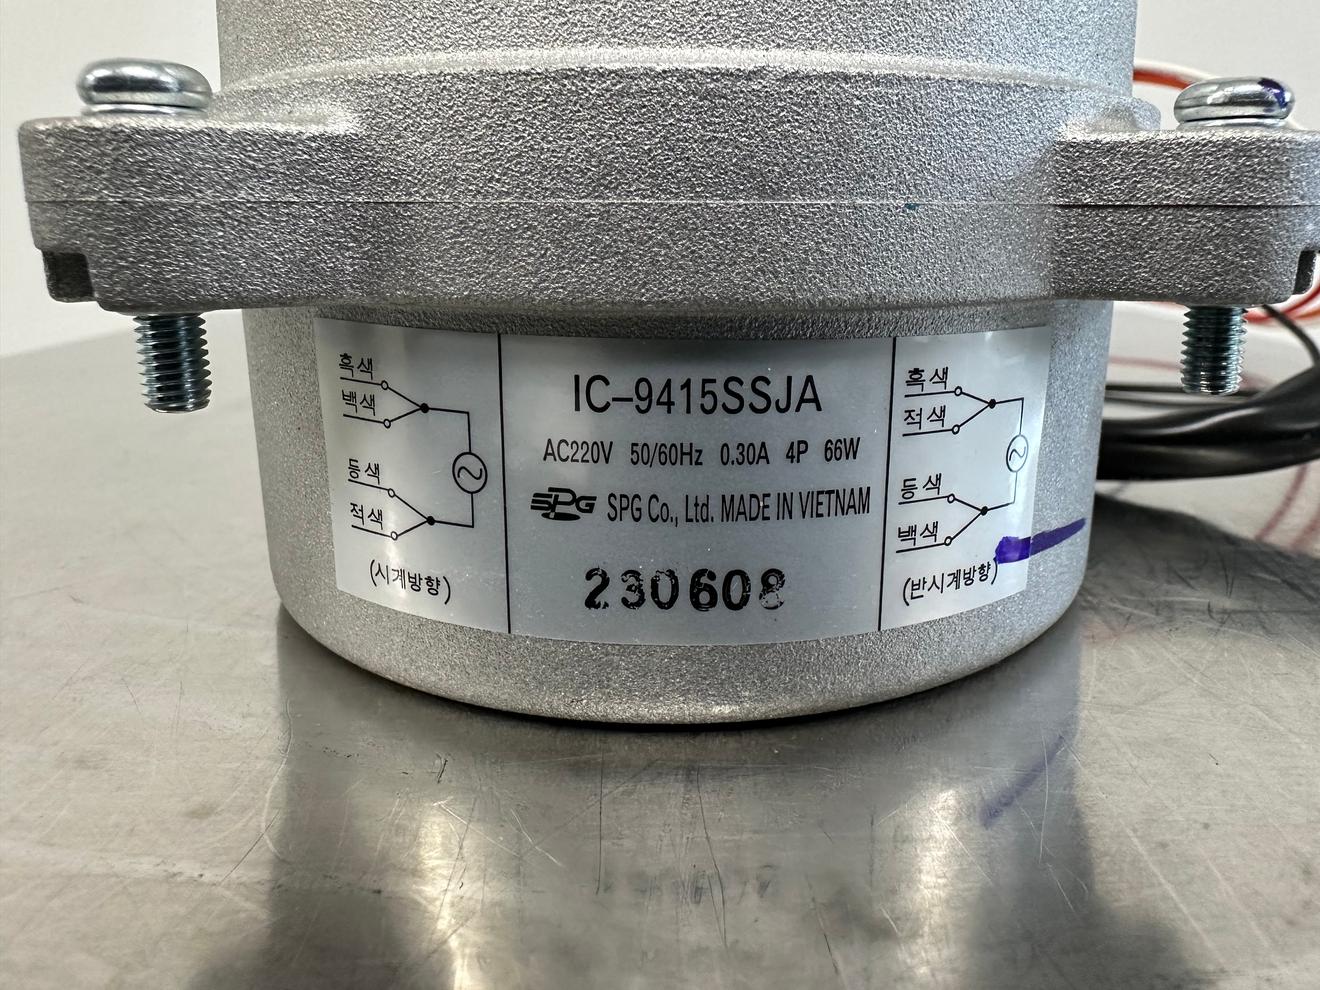 흑색
백색
등색
적색
(시계방향)
IC-9415SSJA
AC220V 50/60Hz 0.30A 4P 66W
SPG SPG Co., Ltd. MADE IN VIETNAM
230608
흑색
적색
등색
백색
(반시계방향)